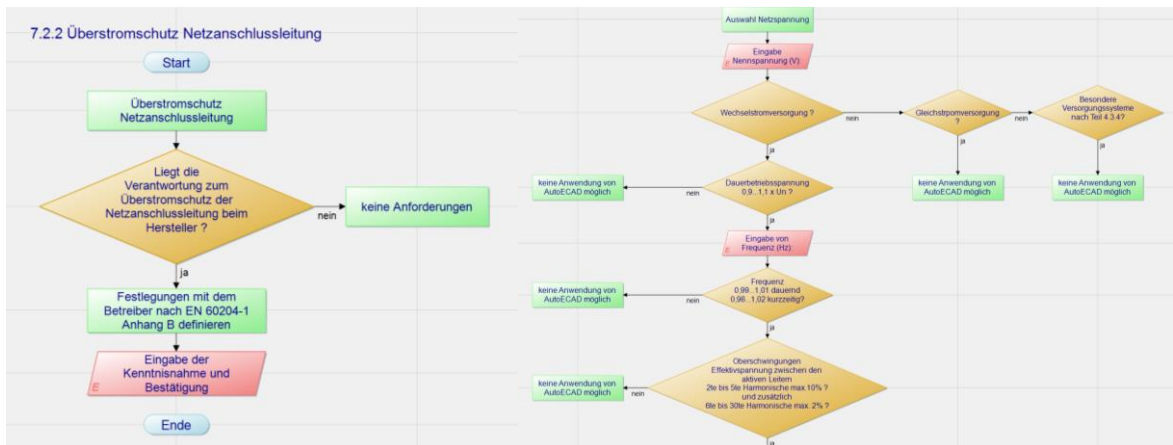 7.2.2 Überstromschutz Netzanschlussleitung
Start
Überstromschutz
Netzanschlussleitung
Liegt die
Verantwortung zum
Überstromschutz der
Netzanschlussleitung beim
Hersteller ?
nein
keine Anforderungen
ja
Festlegungen mit dem
Betreiber nach EN 60204-1
Anhang B definieren
Eingabe der
Kenntnisnahme und
Bestätigung
E
Ende
Auswahl Netzspannung
Eingabe
Nennspannung (V)
E
Wechselstromversorgung ?
nein
Gleichstrpomversorgung
?
nein
Besondere
Versorgungssysteme
nach Teil 4.3.4?
ja
ja
ja
keine Anwendung von
AutoECAD möglich
nein
Dauerbetriebsspannung
0,9...1,1 x Un ?
keine Anwendung von
AutoECAD möglich
keine Anwendung von
AutoECAD möglich
ja
Eingabe von
Frequenz (Hz)
E
keine Anwendung von
AutoECAD möglich
nein
Frequenz
0,99...1,01 dauernd
0,98...1,02 kurzzeitig?
ja
keine Anwendung von
AutoECAD möglich
nein
Oberschwingungen
Effektivspannung zwischen den
aktiven Leitern
2te bis 5te Harmonische max.10% ?
und zusätzlich
6te bis 30te Harmonische max. 2% ?
ja